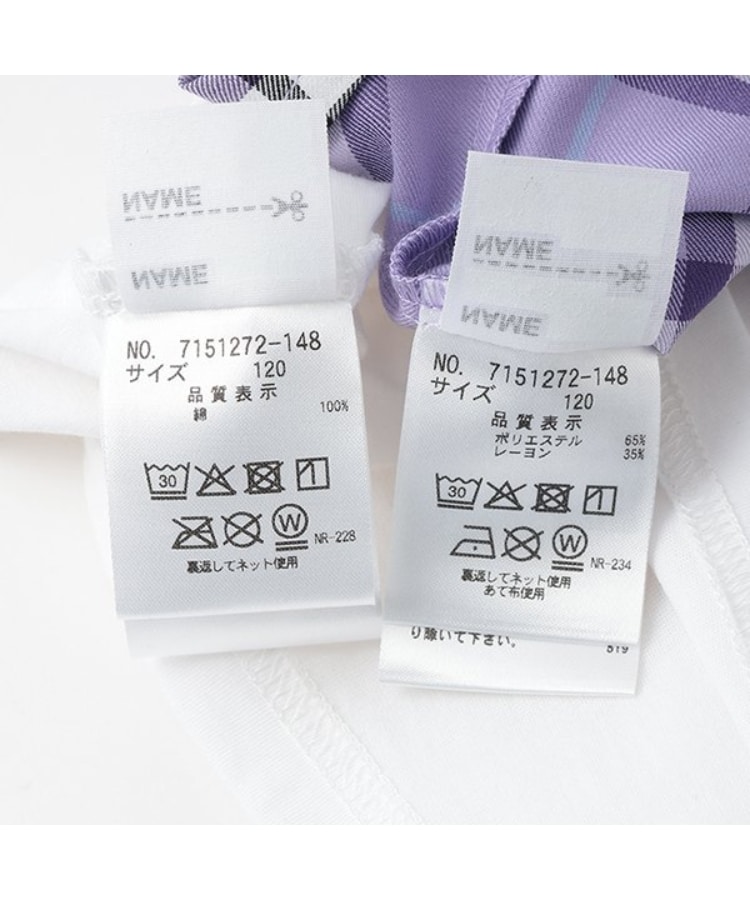 NAME
NAME
NO. 7151272-148
サイズ 120
品質表示
綿 100%
30
W
NR-228
裏返してネット使用
NAME
NAME
NO. 7151272-148
サイズ 120
品質表示
ポリエステル 65%
レーヨン 35%
30
W
NR-234
裏返してネット使用
あて布使用
り除いて下さい。
519